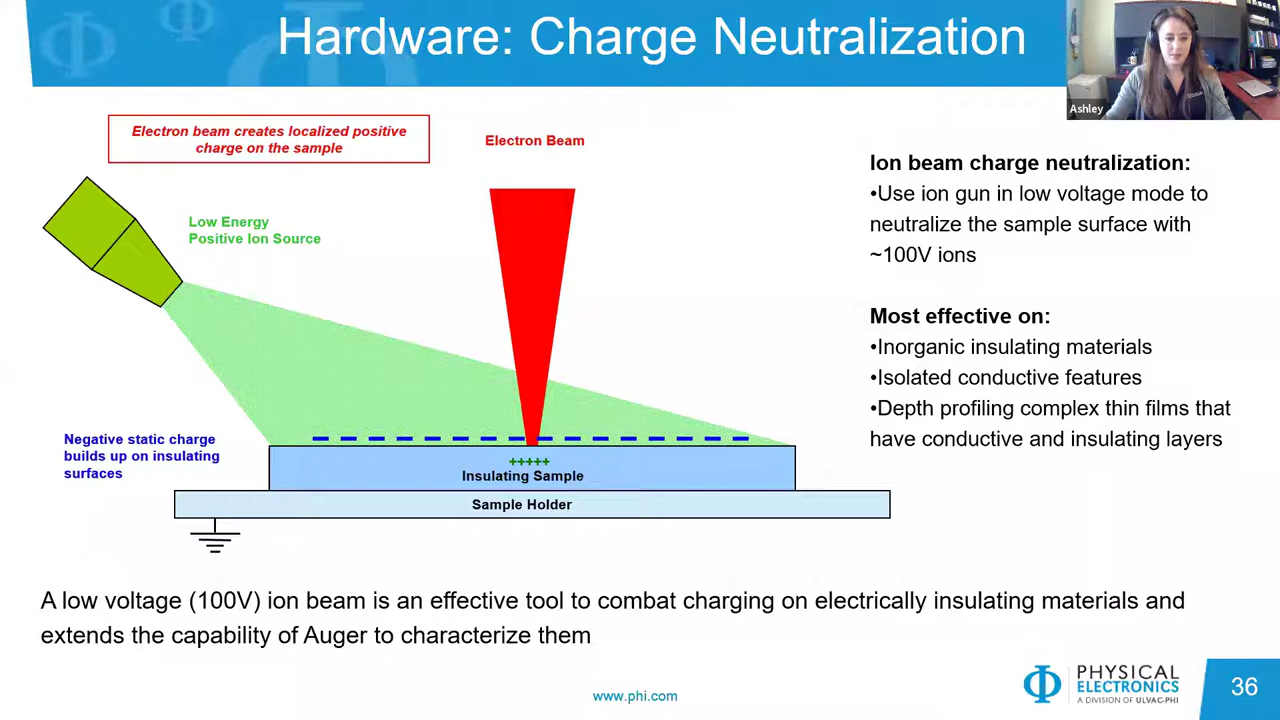 Hardware: Charge Neutralization
Ashley
Electron beam creates localized positive
charge on the sample
Electron Beam
Low Energy
Positive Ion Source
Negative static charge
builds up on insulating
surfaces
+++++
Insulating Sample
Sample Holder
Ion beam charge neutralization:
•Use ion gun in low voltage mode to
neutralize the sample surface with
~100V ions
Most effective on:
•Inorganic insulating materials
•Isolated conductive features
•Depth profiling complex thin films that
have conductive and insulating layers
A low voltage (100V) ion beam is an effective tool to combat charging on electrically insulating materials and
extends the capability of Auger to characterize them
www.phi.com
PHYSICAL
ELECTRONICS
A DIVISION OF ULVAC-PHI
36